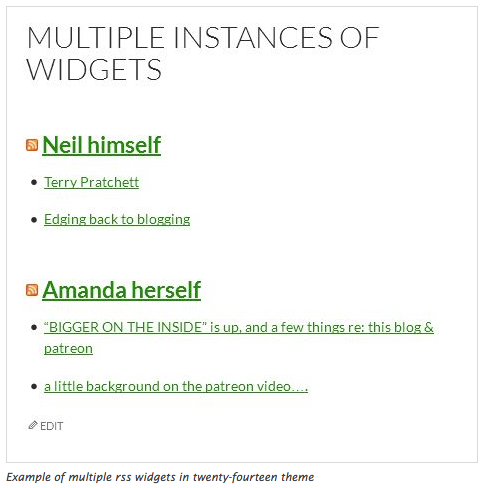 MULTIPLE INSTANCES OF
WIDGETS
Neil himself
Terry Pratchett
Edging back to blogging
Amanda herself
“BIGGER ON THE INSIDE” is up, and a few things re: this blog &
patreon
a little background on the patreon video….
EDIT
Example of multiple rss widgets in twenty-fourteen theme